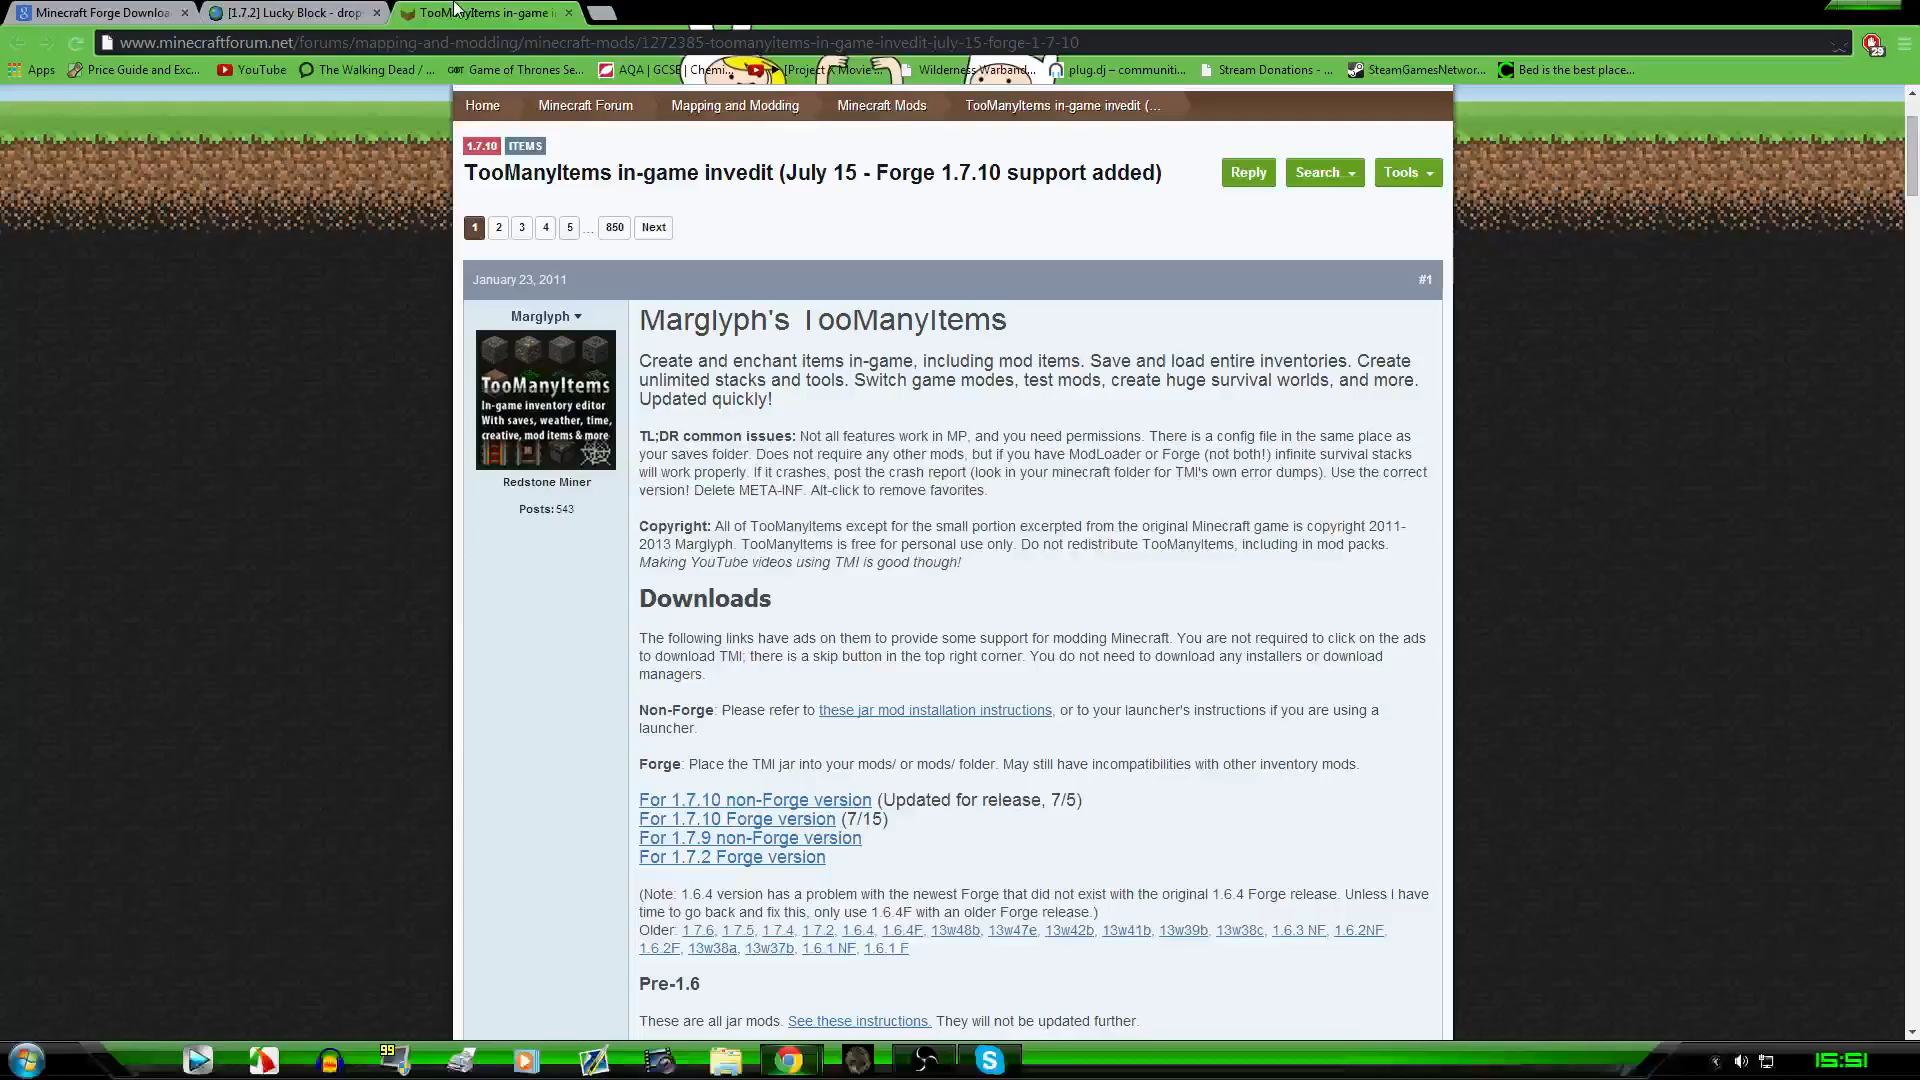 Minecraft Forge Downloa
[1.7.2] Lucky Block - drop
TooManyItems in-game i
www.minecraftforum.net/forums/mapping-and-modding/minecraft-mods/1272385-toomanyitems-in-game-invedit-july-15-forge-1-7-10
29
Apps Price Guide and Exc... YouTube The Walking Dead / ... Game of Thrones Se... AQA | GCSE | Chemi... [Project X Movie ... Wilderness Warband... plug.dj – communiti... Stream Donations - ... SteamGamesNetwor... Bed is the best place...
Home Minecraft Forum Mapping and Modding Minecraft Mods TooManyItems in-game invedit (...
1.7.10 ITEMS
TooManyItems in-game invedit (July 15 - Forge 1.7.10 support added)
Reply Search Tools
1 2 3 4 5 ... 850 Next
January 23, 2011 #1
Marglyph
TooManyItems
In-game inventory editor
With saves, weather, time,
creative, mod items & more
Redstone Miner
Posts: 543
Marglyph's TooManyItems
Create and enchant items in-game, including mod items. Save and load entire inventories. Create
unlimited stacks and tools. Switch game modes, test mods, create huge survival worlds, and more.
Updated quickly!
TL;DR common issues: Not all features work in MP, and you need permissions. There is a config file in the same place as
your saves folder. Does not require any other mods, but if you have ModLoader or Forge (not both!) infinite survival stacks
will work properly. If it crashes, post the crash report (look in your minecraft folder for TMI's own error dumps). Use the correct
version! Delete META-INF. Alt-click to remove favorites.
Copyright: All of TooManyItems except for the small portion excerpted from the original Minecraft game is copyright 2011-
2013 Marglyph. TooManyItems is free for personal use only. Do not redistribute TooManyItems, including in mod packs.
Making YouTube videos using TMI is good though!
Downloads
The following links have ads on them to provide some support for modding Minecraft. You are not required to click on the ads
to download TMI; there is a skip button in the top right corner. You do not need to download any installers or download
managers.
Non-Forge: Please refer to these jar mod installation instructions, or to your launcher's instructions if you are using a
launcher.
Forge: Place the TMI jar into your mods/ or mods/ folder. May still have incompatibilities with other inventory mods.
For 1.7.10 non-Forge version (Updated for release, 7/5)
For 1.7.10 Forge version (7/15)
For 1.7.9 non-Forge version
For 1.7.2 Forge version
(Note: 1.6.4 version has a problem with the newest Forge that did not exist with the original 1.6.4 Forge release. Unless I have
time to go back and fix this, only use 1.6.4F with an older Forge release.)
Older: 1.7.6, 1.7.5, 1.7.4, 1.7.2, 1.6.4, 1.6.4F, 13w48b, 13w47e, 13w42b, 13w41b, 13w39b, 13w38c, 1.6.3 NF, 1.6.2NF,
1.6.2F, 13w38a, 13w37b, 1.6.1 NF, 1.6.1 F
Pre-1.6
These are all jar mods. See these instructions. They will not be updated further.
99
15:51